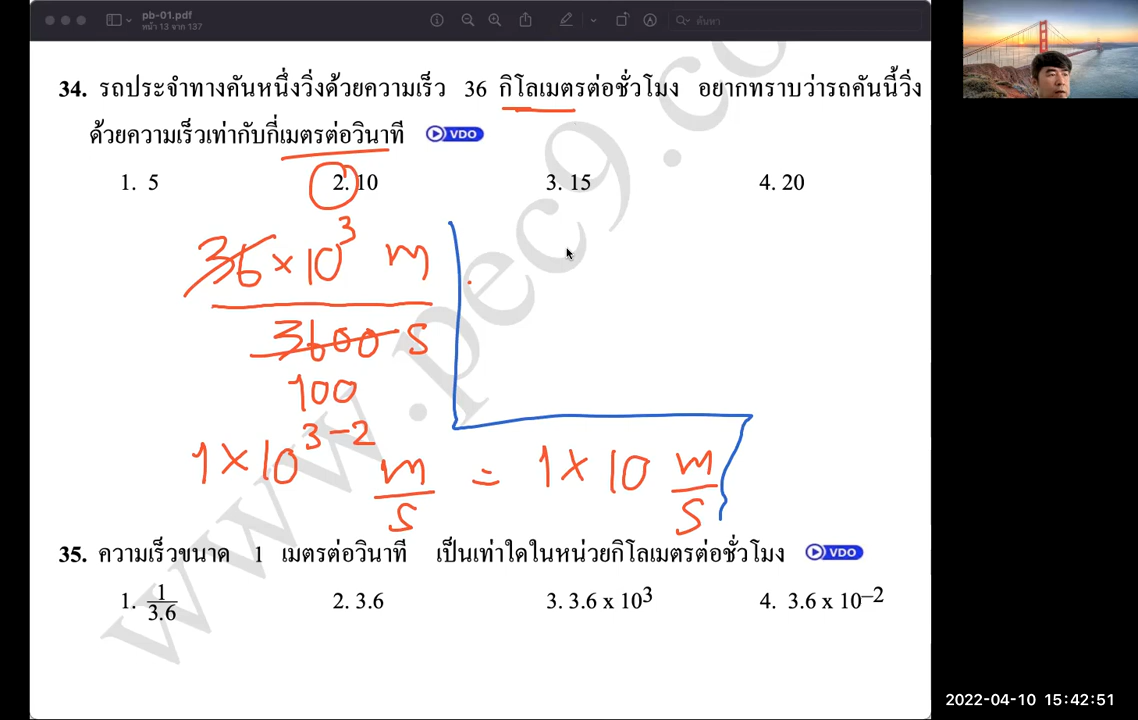 pb-01.pdf
หน้า 13 จาก 137
ค้นหา
34. รถประจำทางคันหนึ่งวิ่งด้วยความเร็ว 36 กิโลเมตรต่อชั่วโมง อยากทราบว่ารถคันนี้วิ่ง
ด้วยความเร็วเท่ากับกี่เมตรต่อวินาที VDO
1. 5 2. 10 3. 15 4. 20
36 × 10³ m
3600 s
100
1 × 10³⁻² m/s = 1 × 10 m/s
35. ความเร็วขนาด 1 เมตรต่อวินาที เป็นเท่าใดในหน่วยกิโลเมตรต่อชั่วโมง VDO
1. 1/3.6 2. 3.6 3. 3.6 x 10³ 4. 3.6 x 10⁻²
www.pec9.co
2022-04-10 15:42:51